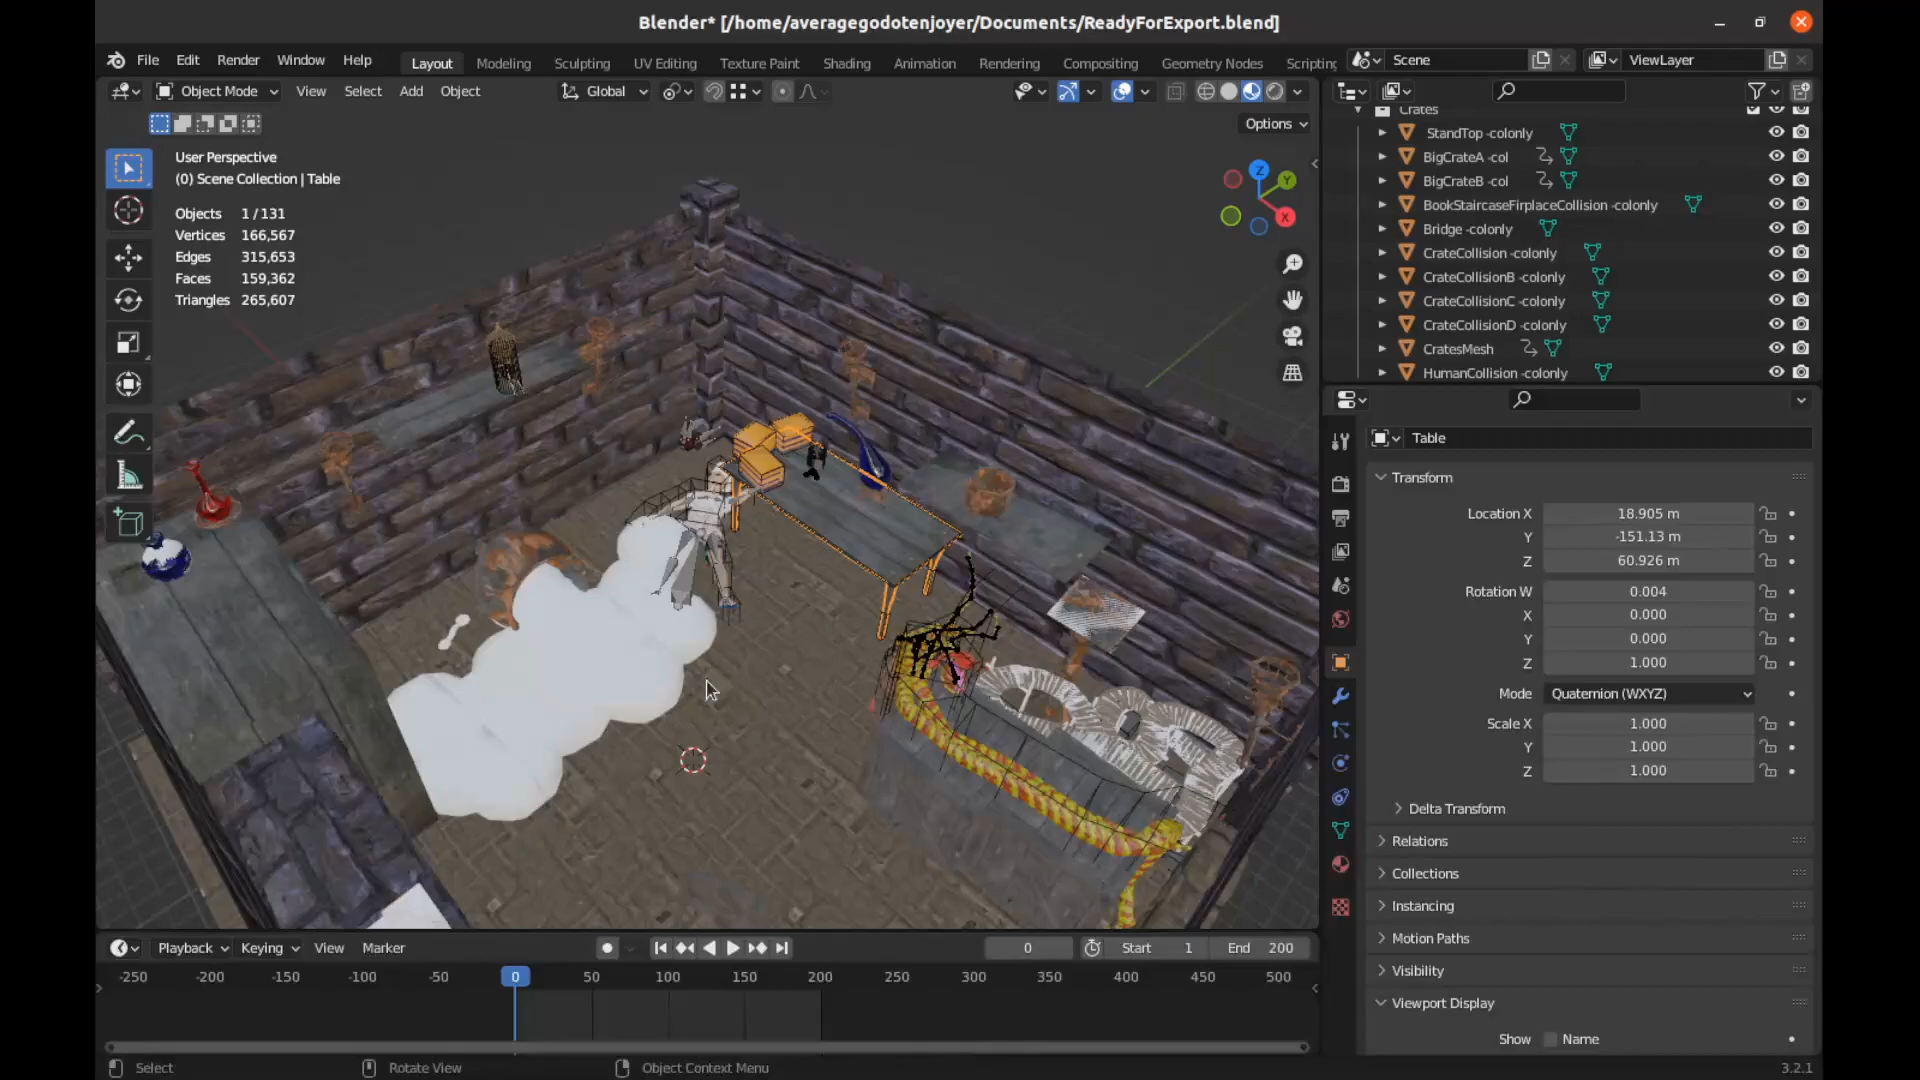 Blender* [/home/averagegodotenjoyer/Documents/ReadyForExport.blend]
File Edit Render Window Help Layout Modeling Sculpting UV Editing Texture Paint Shading Animation Rendering Compositing Geometry Nodes Scripting Scene ViewLayer
Object Mode View Select Add Object Global
Options
User Perspective
(0) Scene Collection | Table
Objects 1 / 131
Vertices 166,567
Edges 315,653
Faces 159,362
Triangles 265,607
Z
Y
X
Crates
StandTop -colonly
BigCrateA -col
BigCrateB -col
BookStaircaseFirplaceCollision -colonly
Bridge -colonly
CrateCollision -colonly
CrateCollisionB -colonly
CrateCollisionC -colonly
CrateCollisionD -colonly
CratesMesh
HumanCollision -colonly
Table
Transform
Location X 18.905 m
Y -151.13 m
Z 60.926 m
Rotation W 0.004
X 0.000
Y 0.000
Z 1.000
Mode Quaternion (WXYZ)
Scale X 1.000
Y 1.000
Z 1.000
Delta Transform
Relations
Collections
Instancing
Motion Paths
Visibility
Viewport Display
Show Name
Playback Keying View Marker 0 Start 1 End 200
-250 -200 -150 -100 -50 0 50 100 150 200 250 300 350 400 450 500
Select Rotate View Object Context Menu 3.2.1